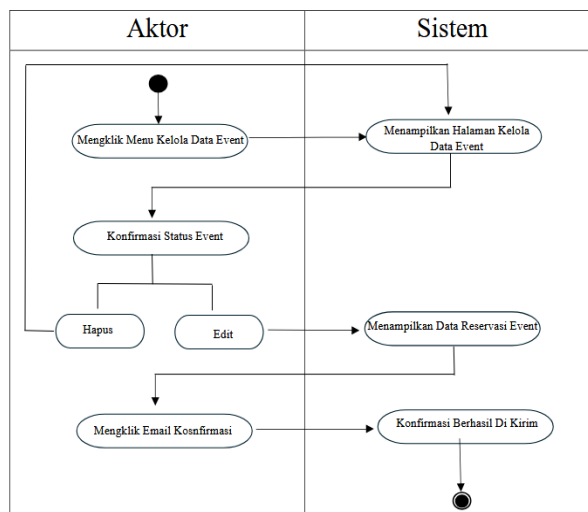 Aktor
Sistem
Mengklik Menu Kelola Data Event
Menampilkan Halaman Kelola
Data Event
Konfirmasi Status Event
Hapus
Edit
Menampilkan Data Reservasi Event
Mengklik Email Kosnfirmasi
Konfirmasi Berhasil Di Kirim